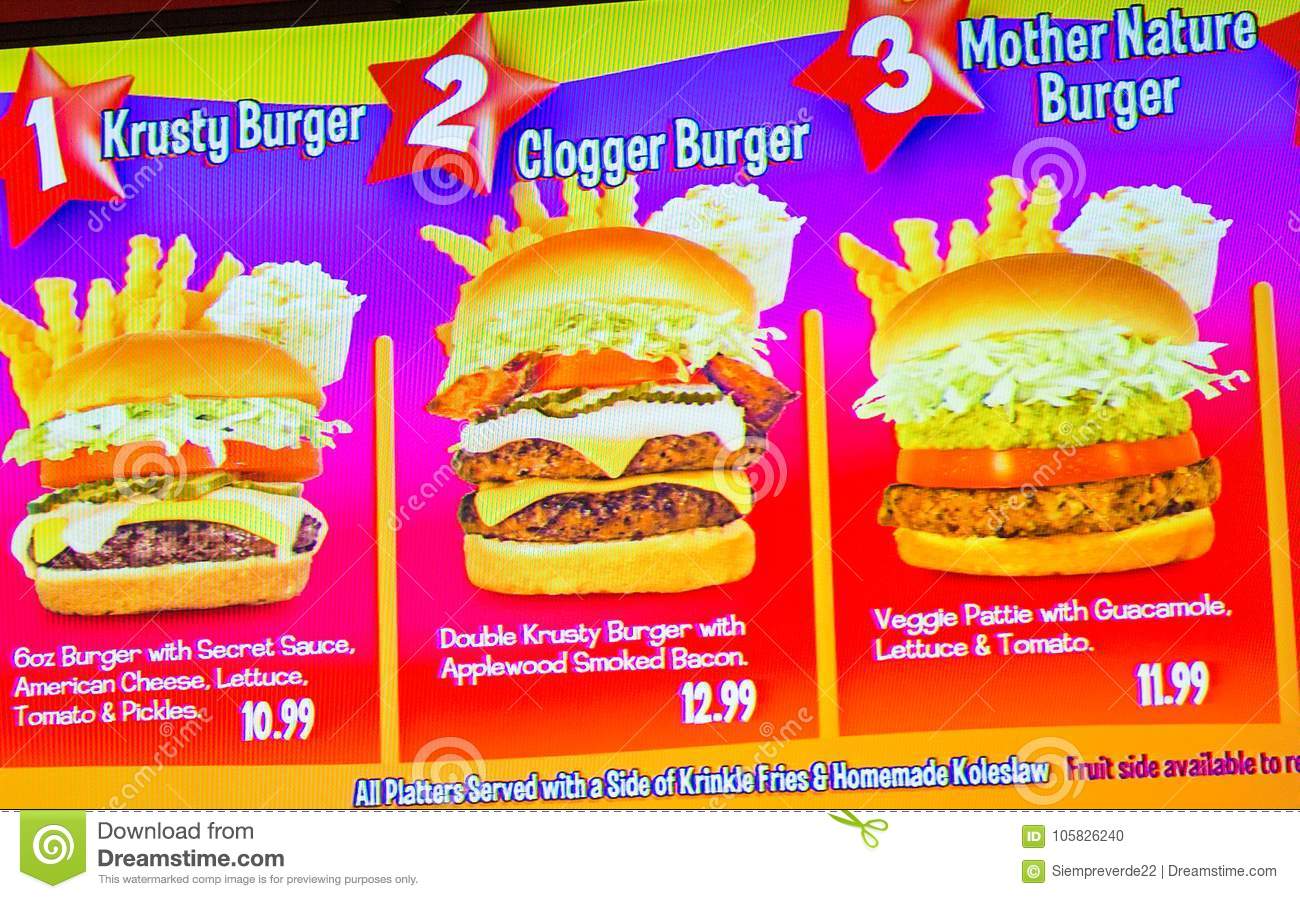 1 Krusty Burger
6oz Burger with Secret Sauce,
American Cheese, Lettuce,
Tomato & Pickles.
10.99
2 Clogger Burger
Double Krusty Burger with
Applewood Smoked Bacon.
12.99
3 Mother Nature
Burger
Veggie Pattie with Guacamole,
Lettuce & Tomato.
11.99
All Platters Served with a Side of Krinkle Fries & Homemade Koleslaw Fruit side available to
Download from
Dreamstime.com
This watermarked comp image is for previewing purposes only.
ID 105826240
© Siempreverde22 | Dreamstime.com